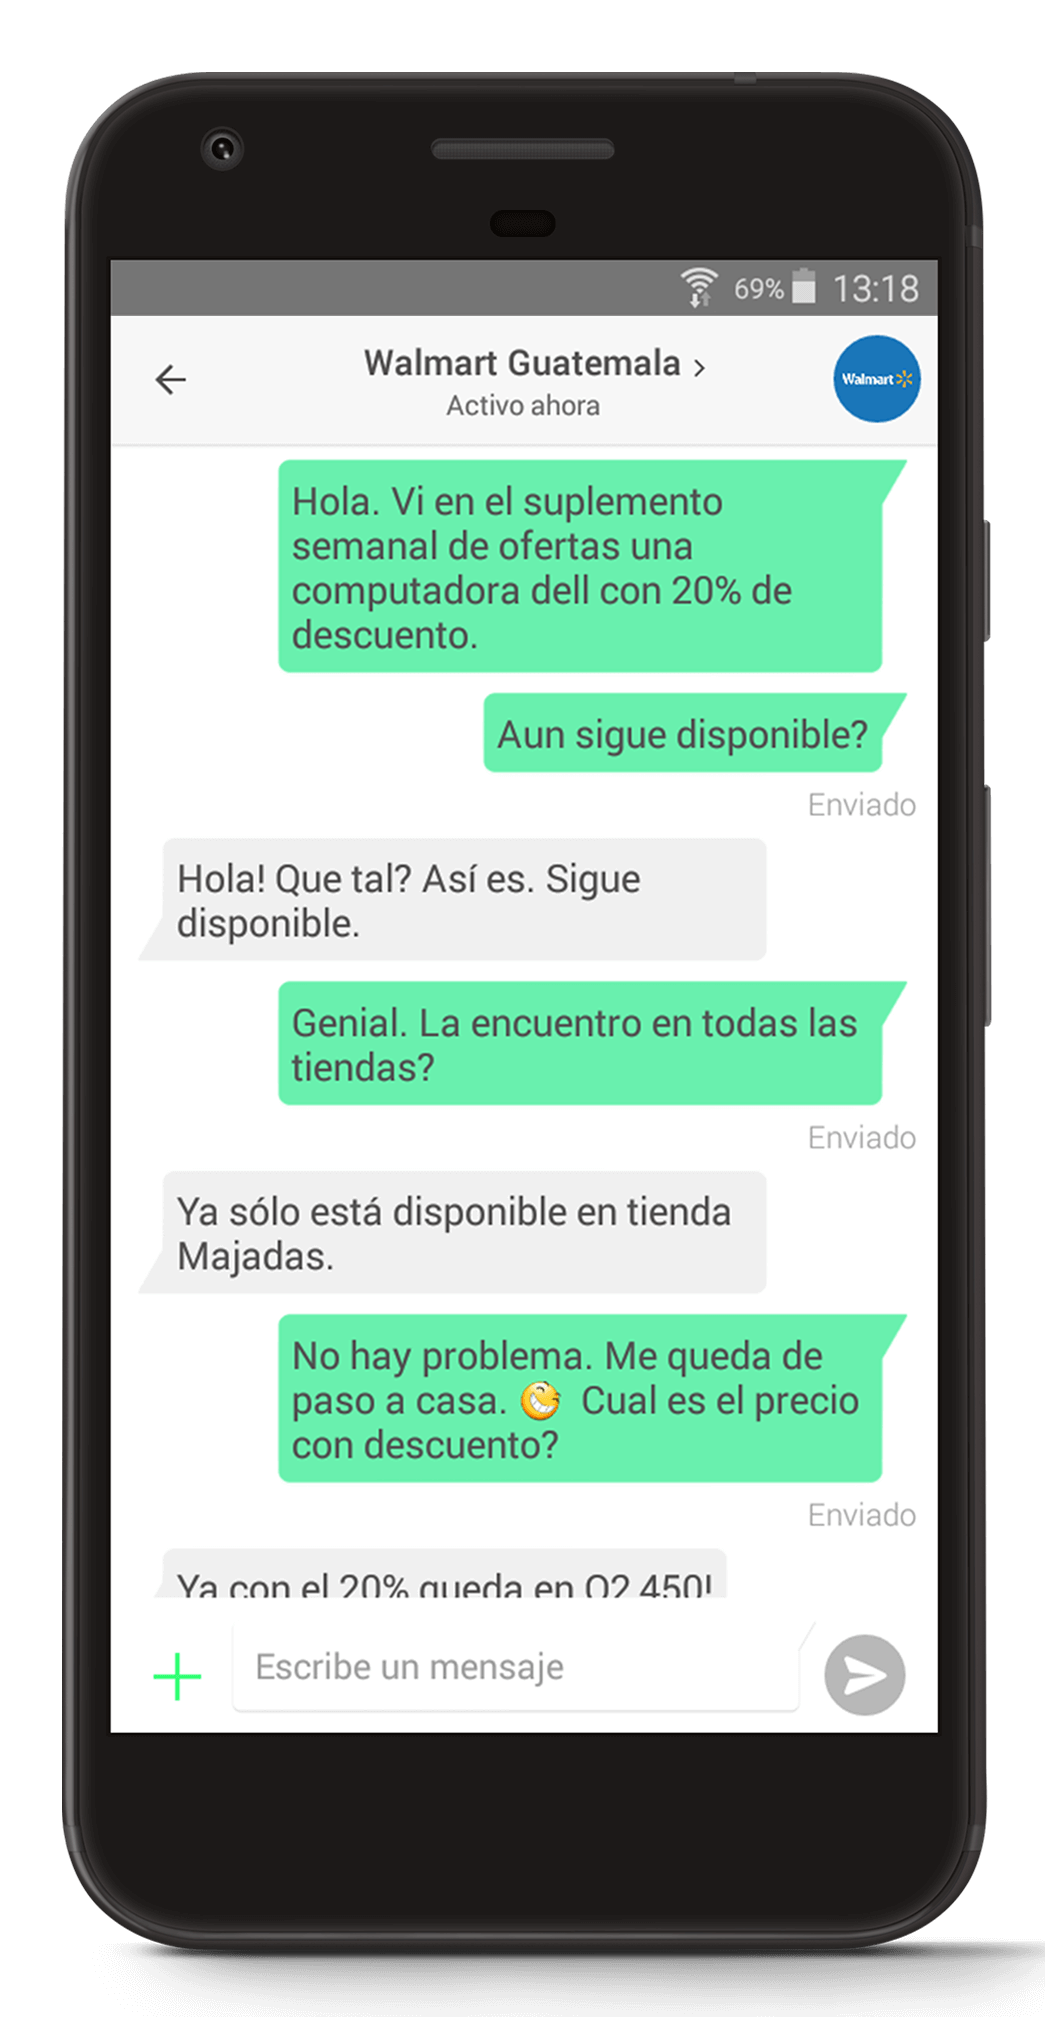 69% 13:18
Walmart Guatemala
Activo ahora
Walmart
Hola. Vi en el suplemento
semanal de ofertas una
computadora dell con 20% de
descuento.
Aun sigue disponible?
Enviado
Hola! Que tal? Así es. Sigue
disponible.
Genial. La encuentro en todas las
tiendas?
Enviado
Ya sólo está disponible en tienda
Majadas.
No hay problema. Me queda de
paso a casa. Cual es el precio
con descuento?
Enviado
Ya con el 20% queda en Q2,450!
Escribe un mensaje